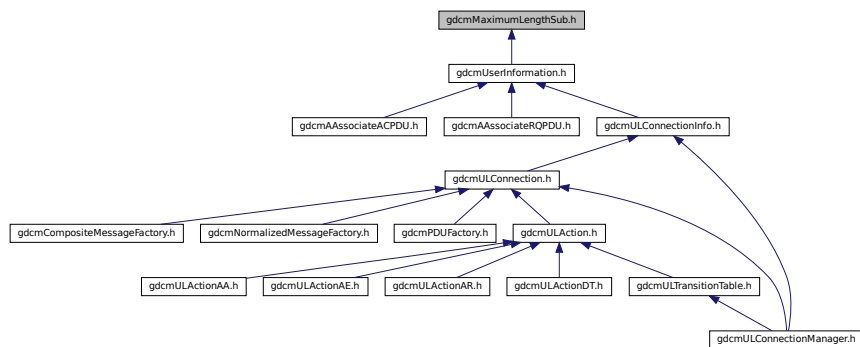 gdcmMaximumLengthSub.h
gdcmUserInformation.h
gdcmAAssociateACPDU.h
gdcmAAssociateRQPDU.h
gdcmULConnectionInfo.h
gdcmULConnection.h
gdcmCompositeMessageFactory.h
gdcmNormalizedMessageFactory.h
gdcmPDUFactory.h
gdcmULAction.h
gdcmULActionAA.h
gdcmULActionAE.h
gdcmULActionAR.h
gdcmULActionDT.h
gdcmULTransitionTable.h
gdcmULConnectionManager.h